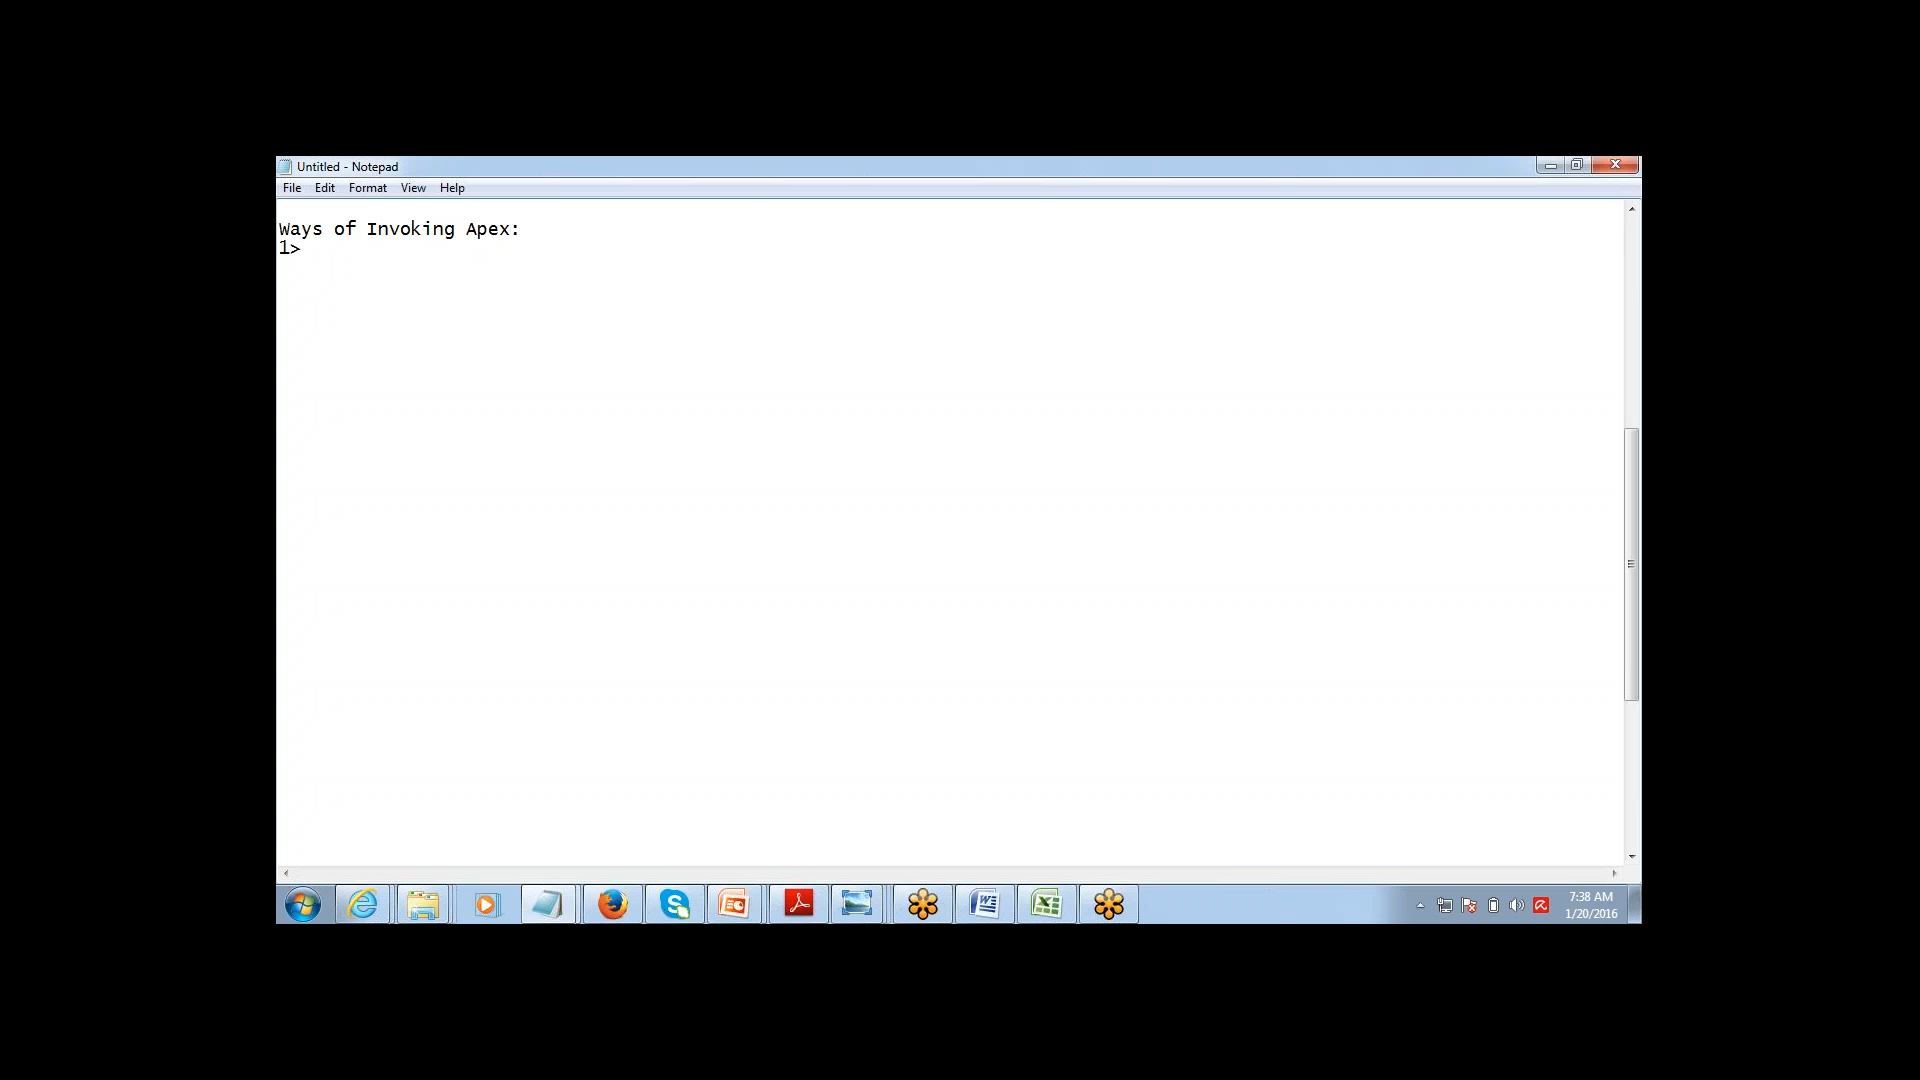 Untitled - Notepad
File Edit Format View Help
Ways of Invoking Apex:
1>
7:38 AM
1/20/2016